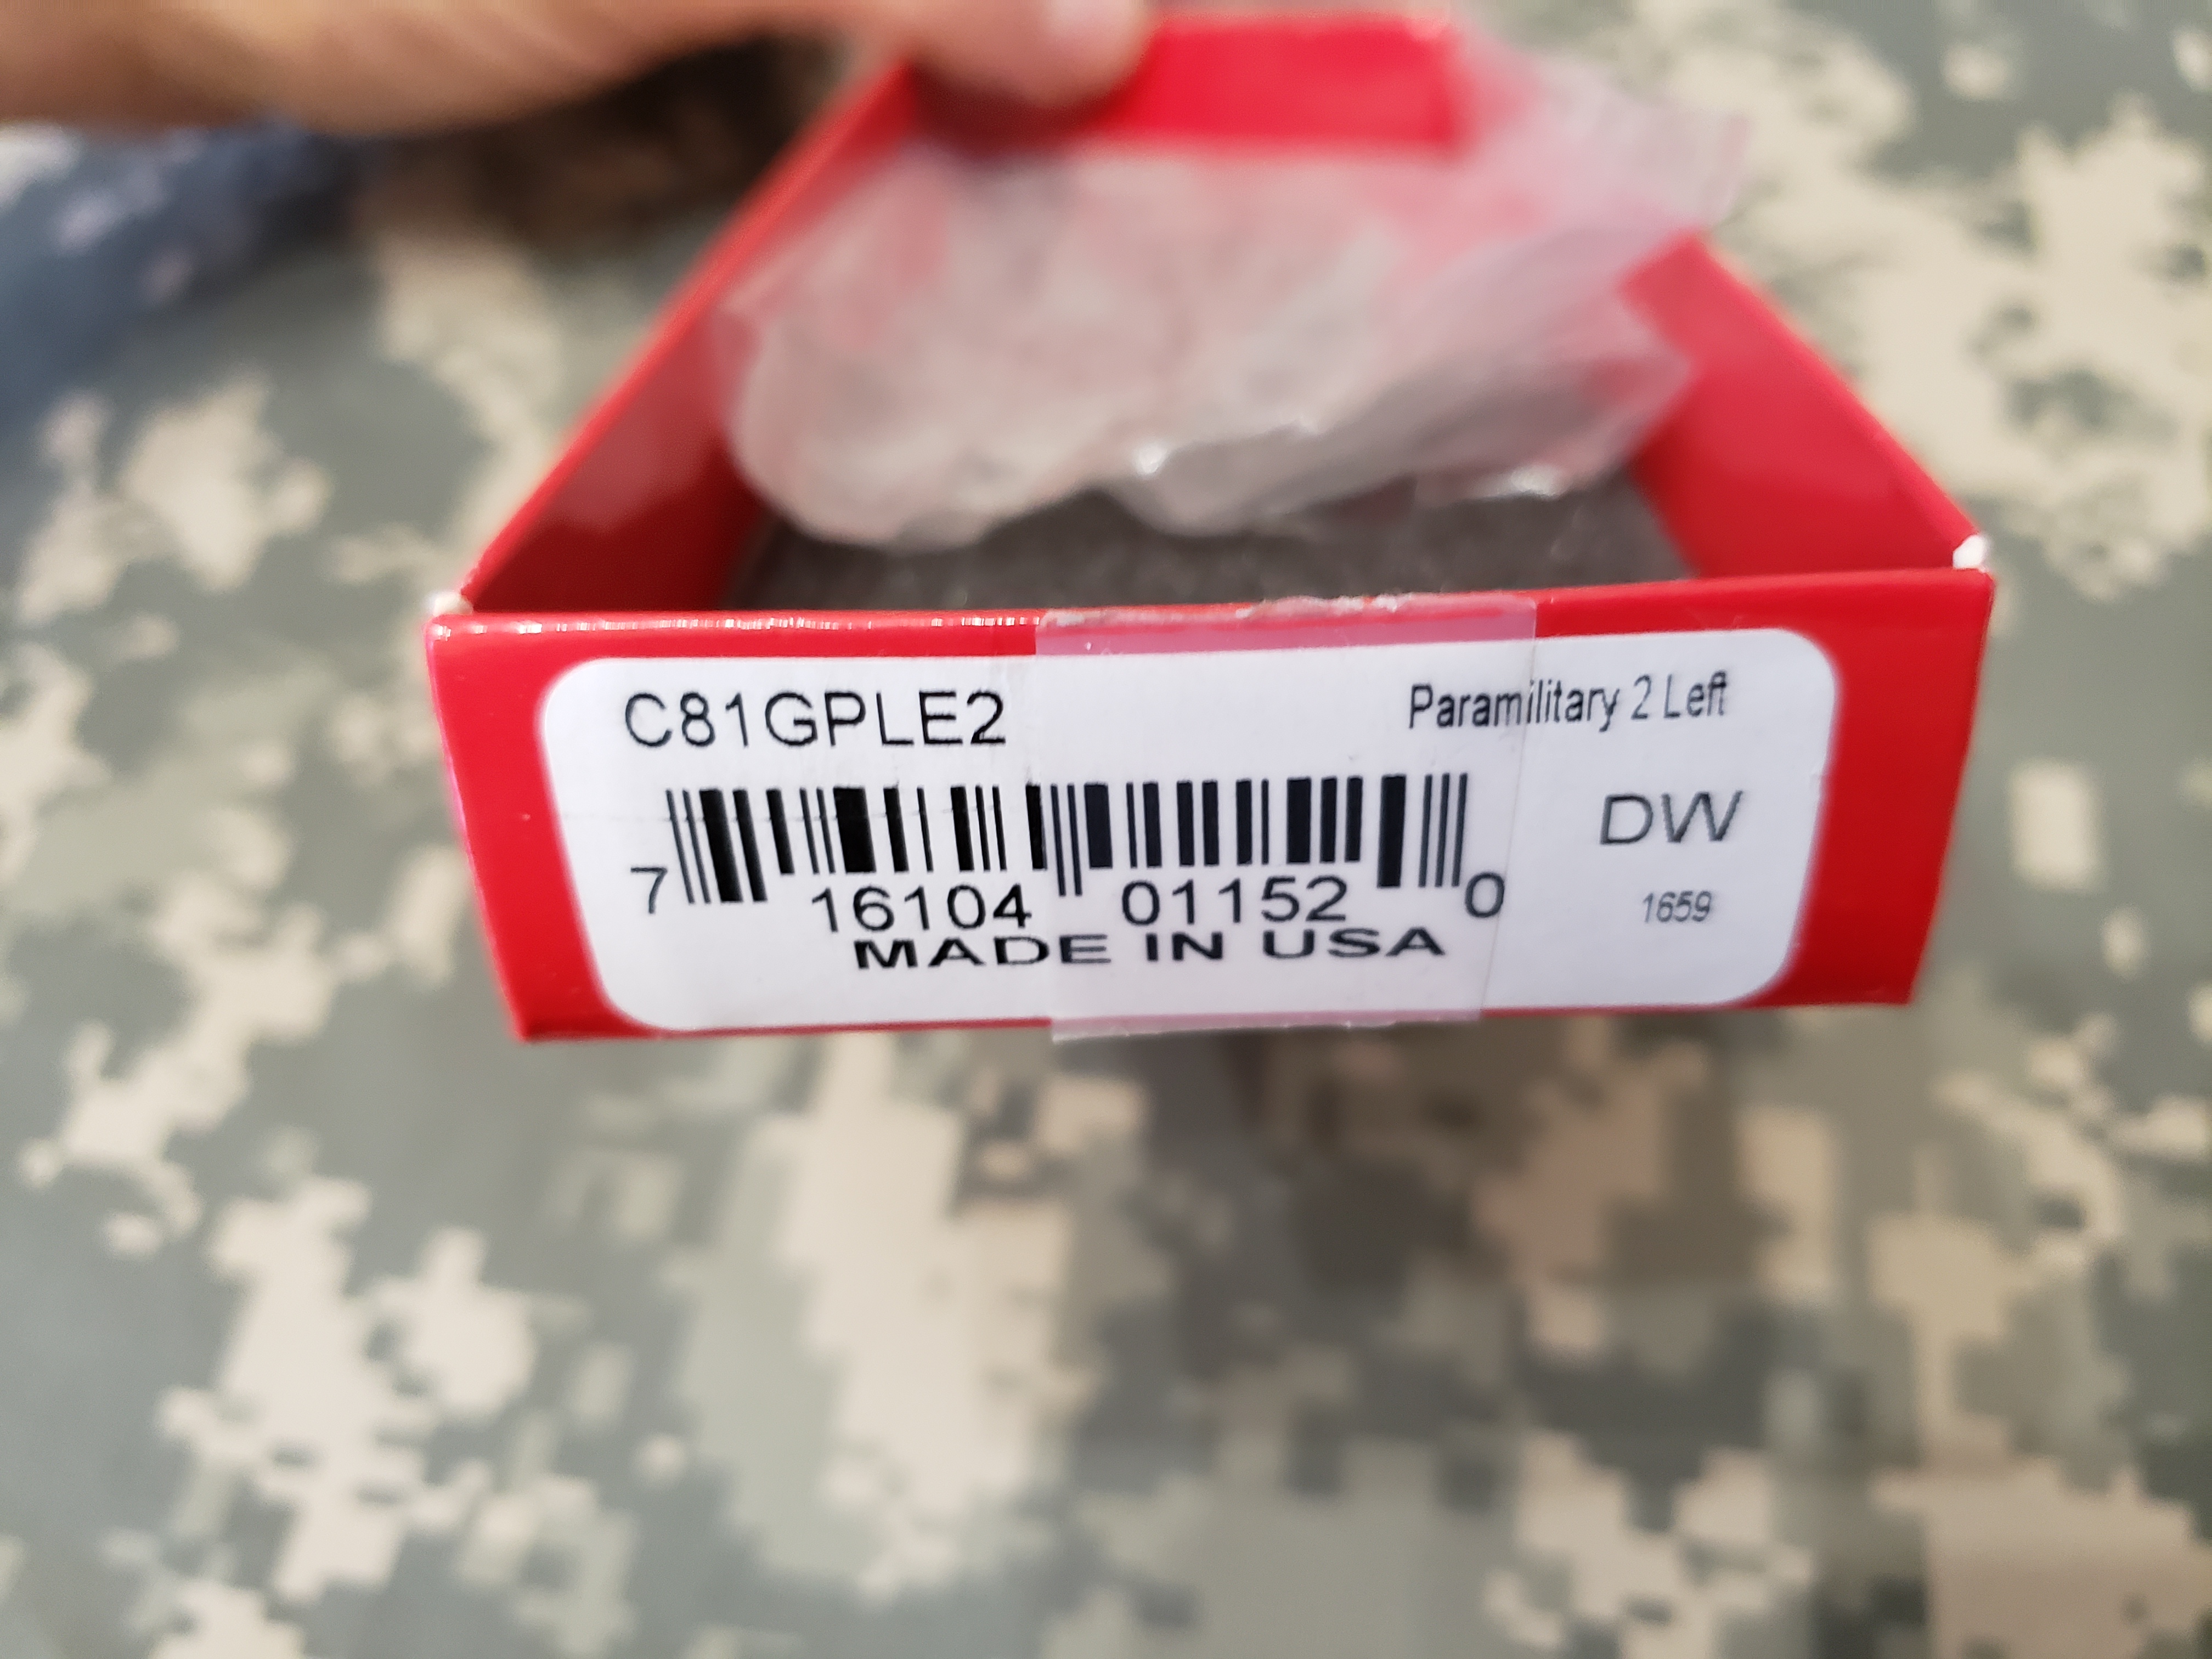 C81GPLE2
Paramilitary 2 Left
DW
7 16104 01152 0
1659
MADE IN USA